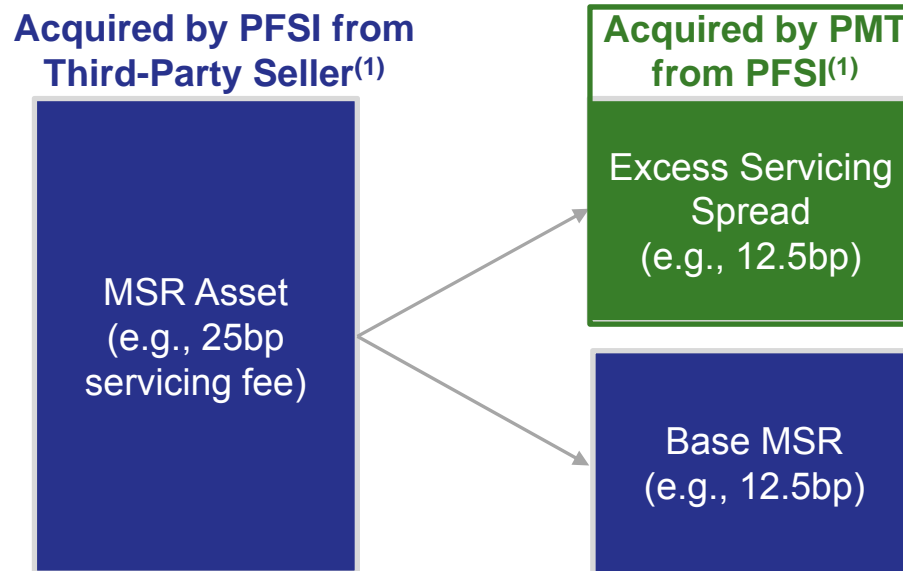 Acquired by PFSI from
Third-Party Seller(1)
MSR Asset
(e.g., 25bp
servicing fee)
Acquired by PMT
from PFSI(1)
Excess Servicing
Spread
(e.g., 12.5bp)
Base MSR
(e.g., 12.5bp)